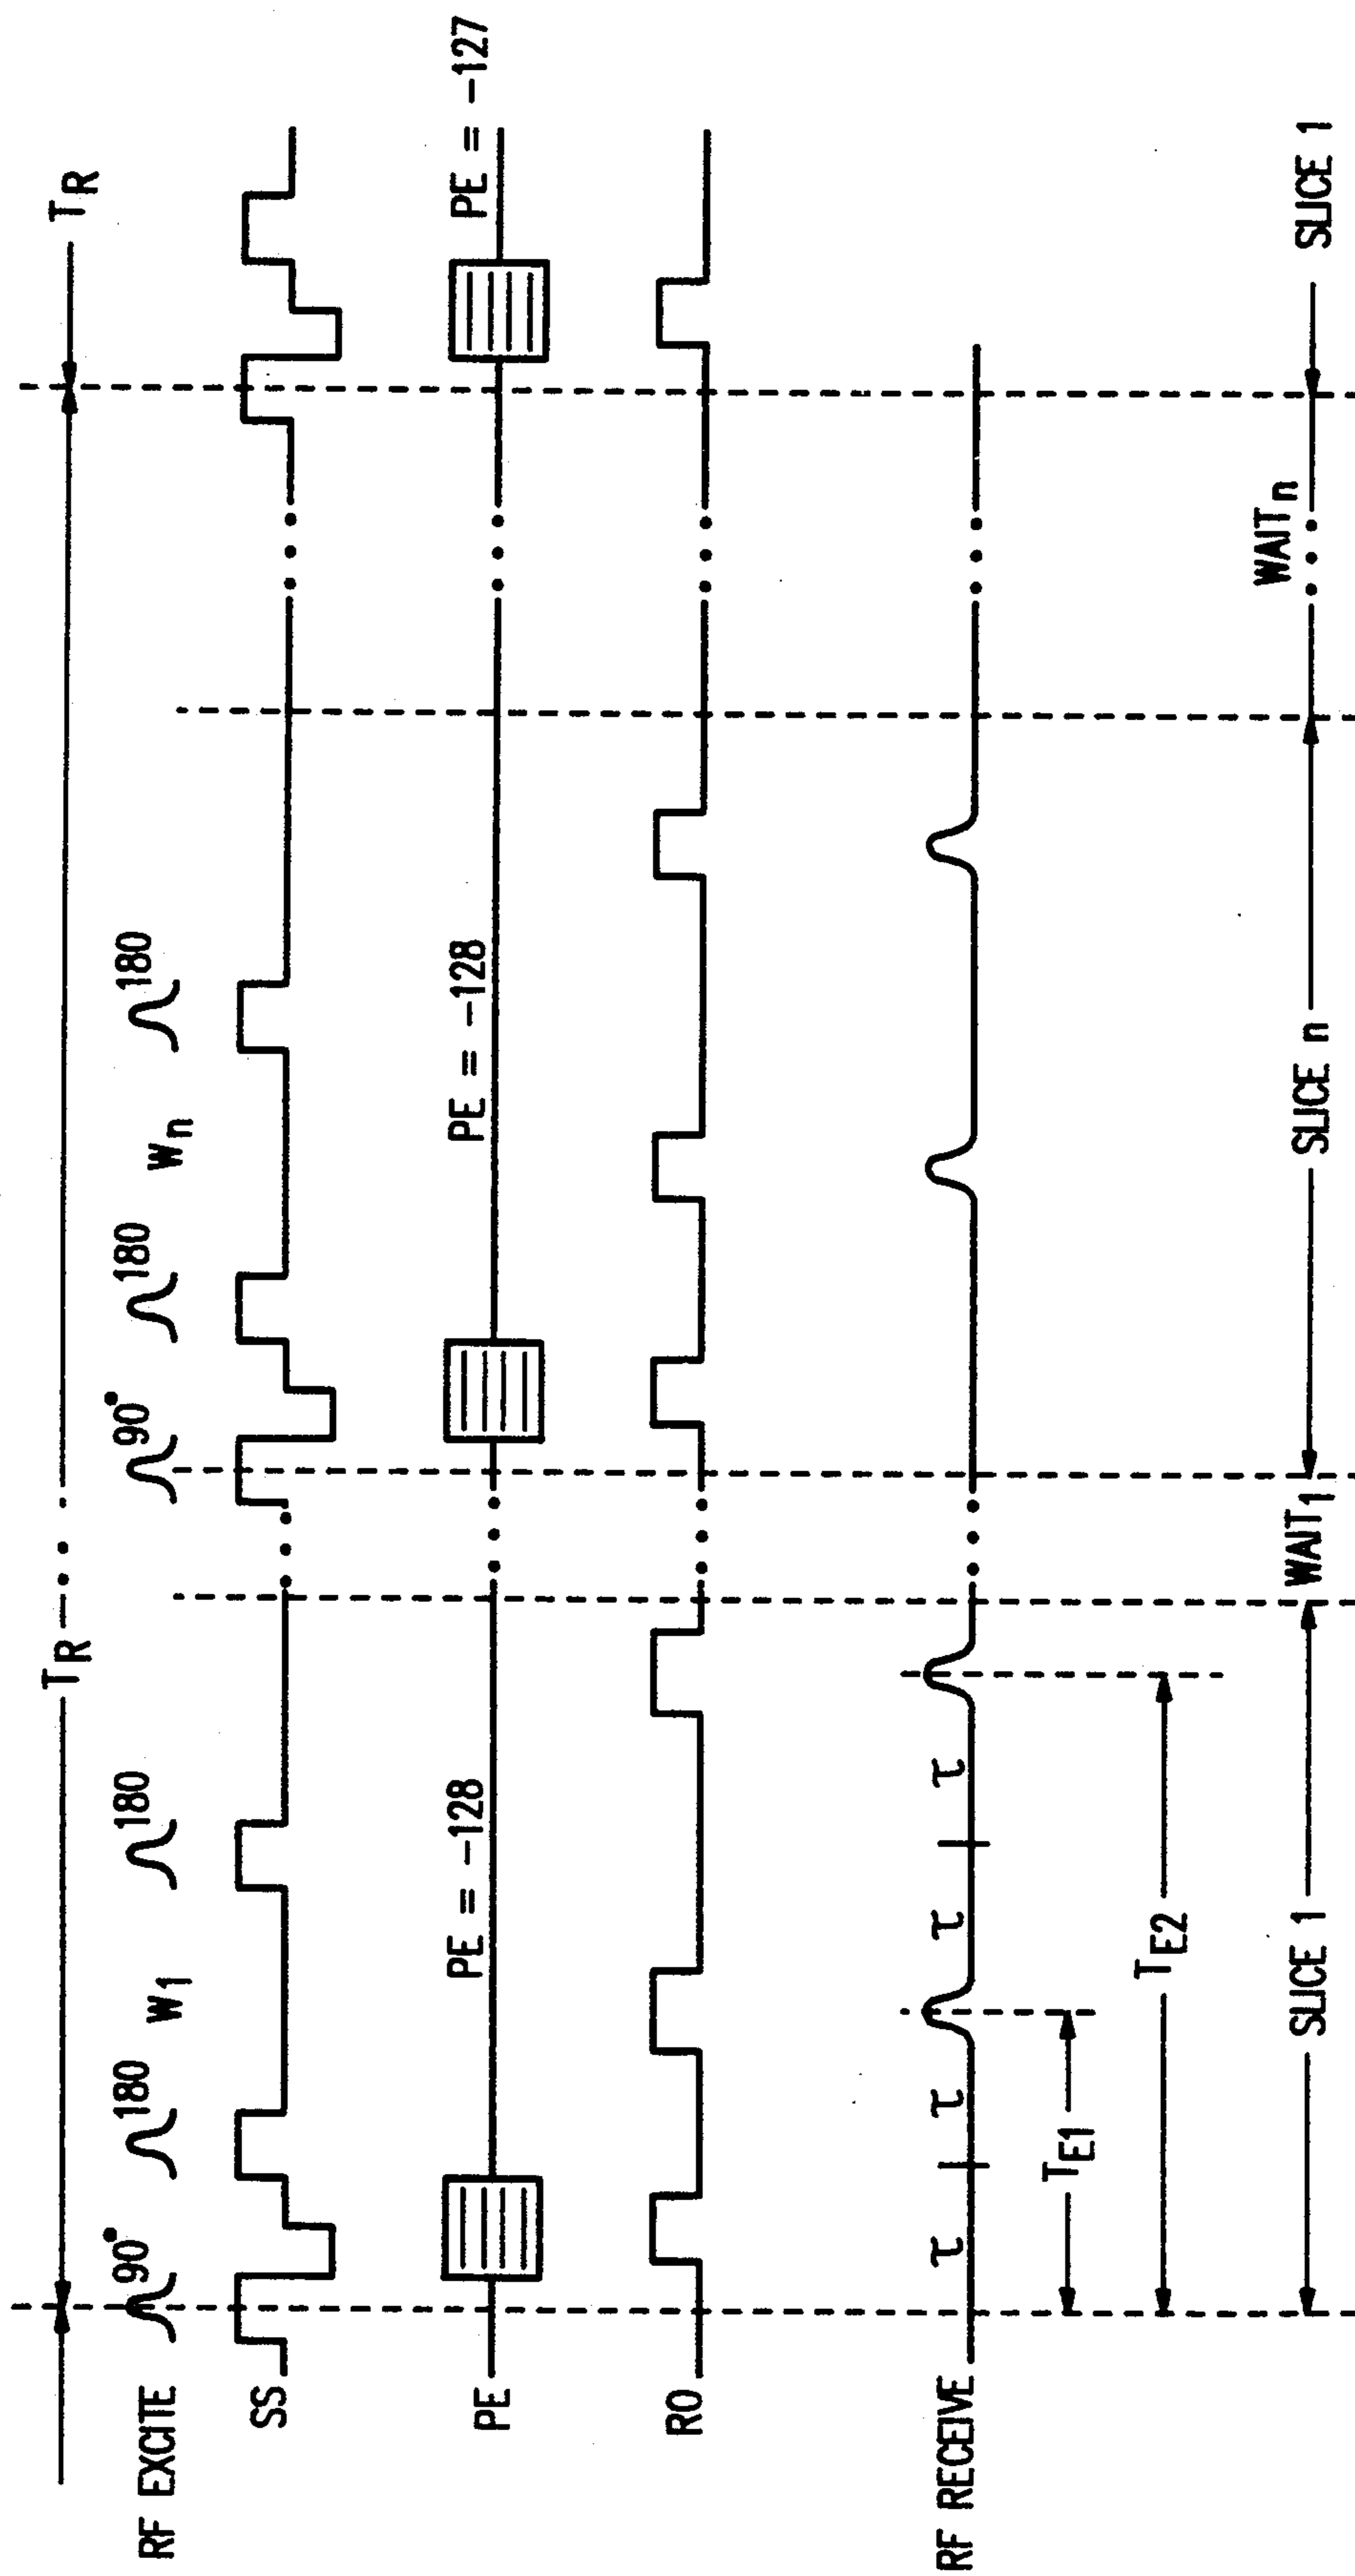 T_R T_R
RF EXCITE 90° 180 W_1 180 90° 180 W_n 180
SS
PE PE = -128 PE = -128 PE = -127
RO
RF RECEIVE τ τ τ τ
T_E1
T_E2
SLICE 1 WAIT_1 SLICE n WAIT_n SLICE 1